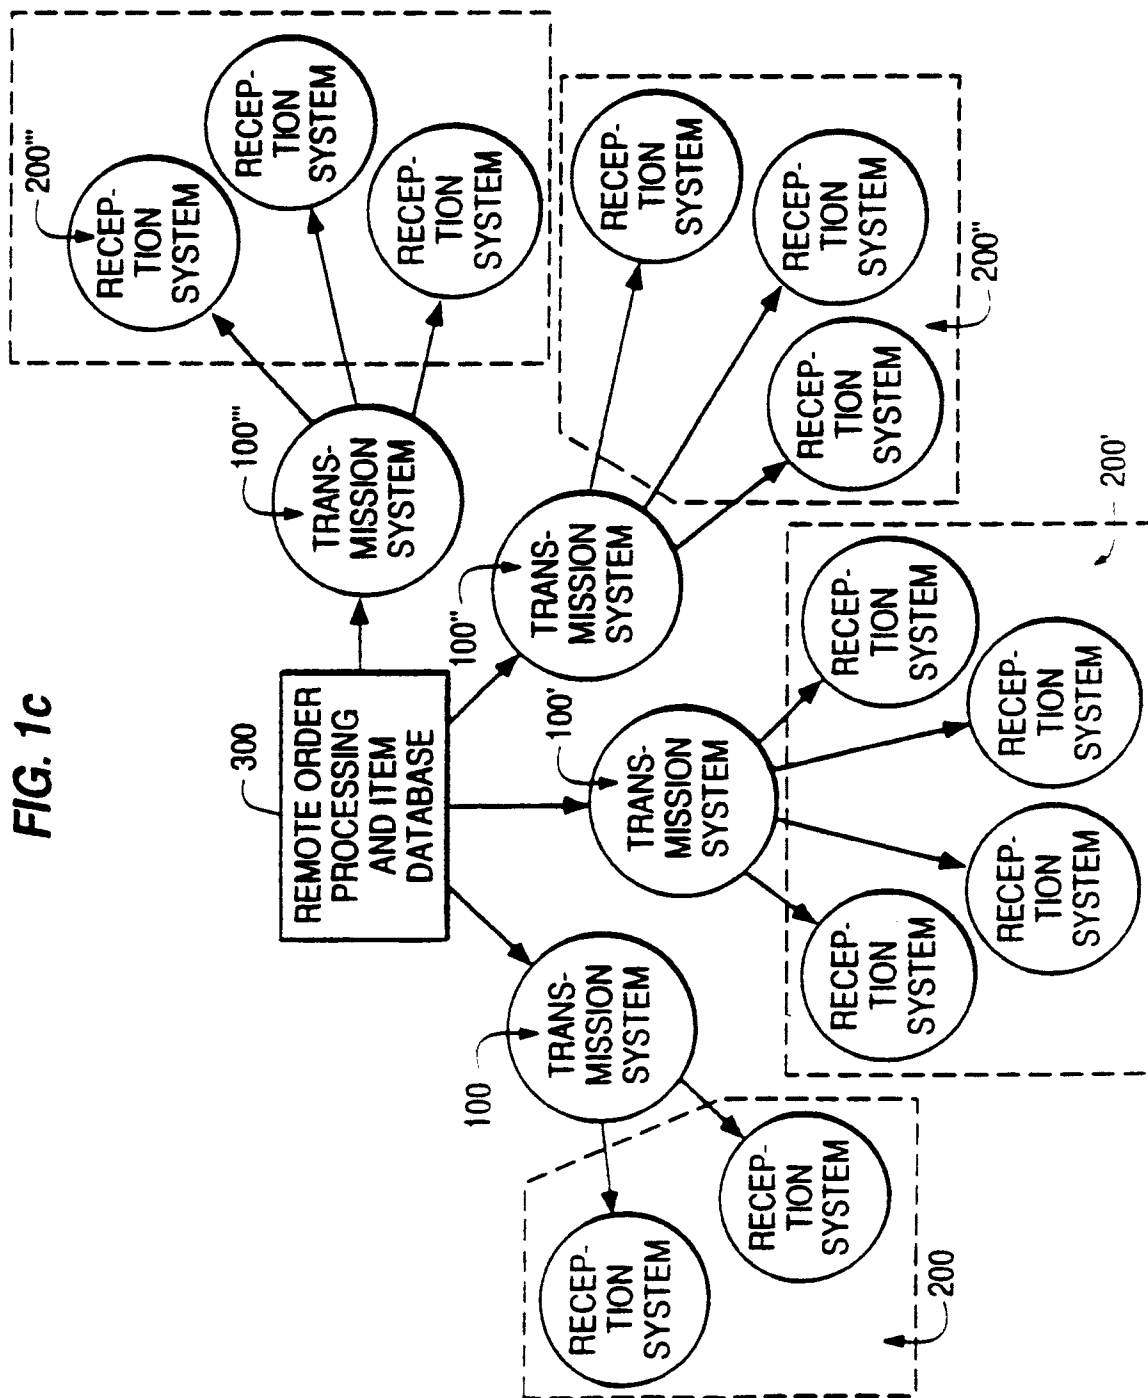 FIG. 1c
300
REMOTE ORDER
PROCESSING
AND ITEM
DATABASE
100
TRANS-
MISSION
SYSTEM
100'
TRANS-
MISSION
SYSTEM
100"
TRANS-
MISSION
SYSTEM
100'"
TRANS-
MISSION
SYSTEM
RECEP-
TION
SYSTEM
RECEP-
TION
SYSTEM
200
RECEP-
TION
SYSTEM
RECEP-
TION
SYSTEM
RECEP-
TION
SYSTEM
RECEP-
TION
SYSTEM
200'
RECEP-
TION
SYSTEM
RECEP-
TION
SYSTEM
RECEP-
TION
SYSTEM
200"
200'"
RECEP-
TION
SYSTEM
RECEP-
TION
SYSTEM
RECEP-
TION
SYSTEM